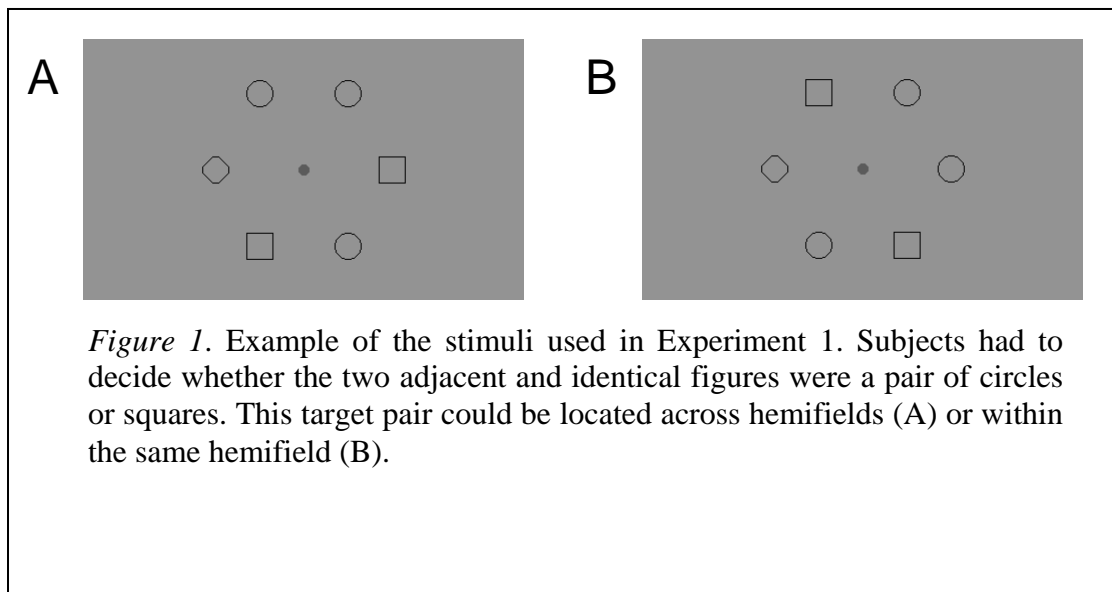 A
B
Figure 1. Example of the stimuli used in Experiment 1. Subjects had to
decide whether the two adjacent and identical figures were a pair of circles
or squares. This target pair could be located across hemifields (A) or within
the same hemifield (B).